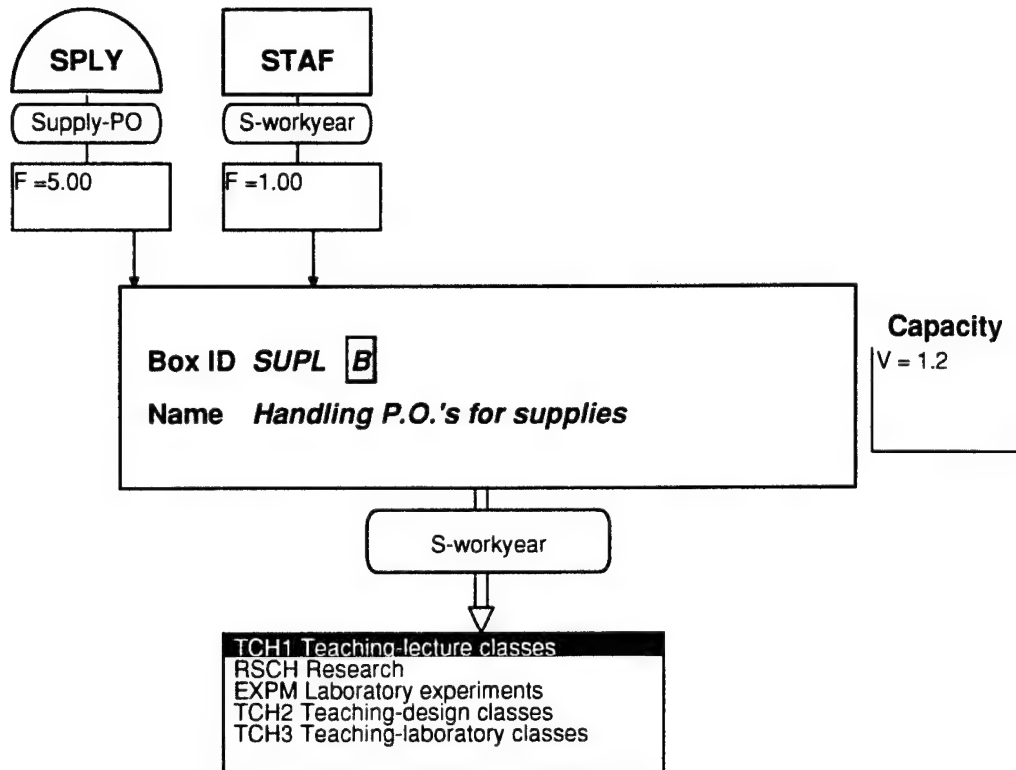 SPLY
STAF
Supply-PO
S-workyear
F =5.00
F =1.00
Box ID SUPL B
Name Handling P.O.'s for supplies
Capacity
V = 1.2
S-workyear
TCH1 Teaching-lecture classes
RSCH Research
EXPM Laboratory experiments
TCH2 Teaching-design classes
TCH3 Teaching-laboratory classes